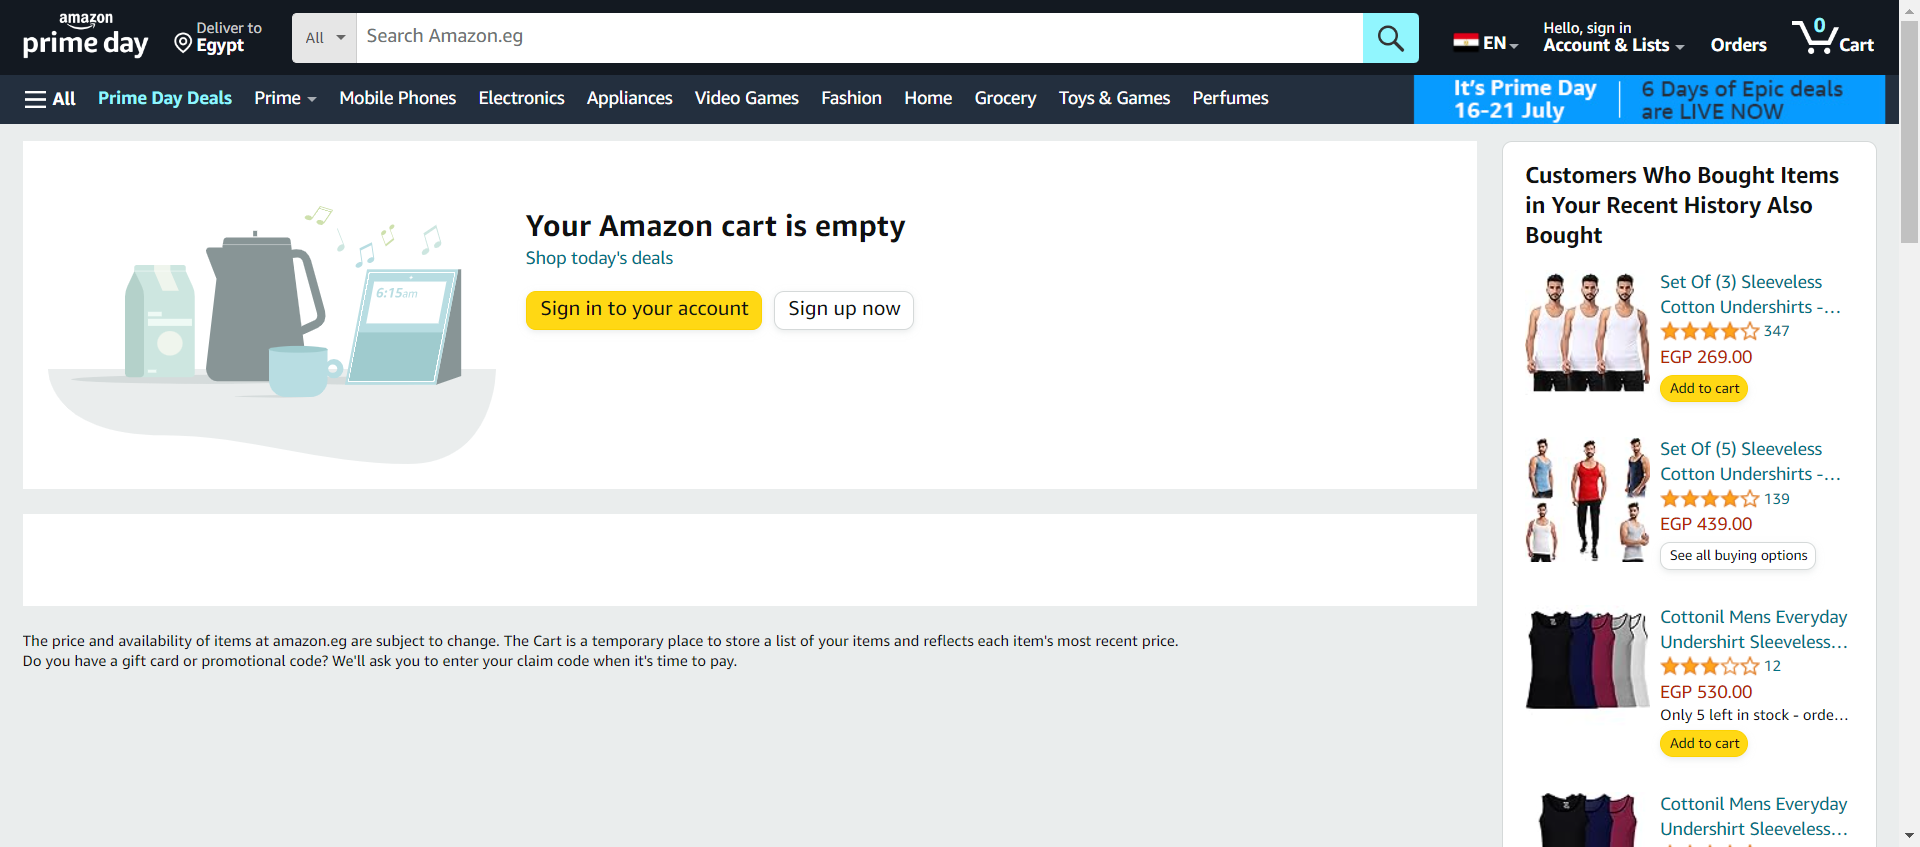 amazon
prime day
Deliver to
Egypt
All
Search Amazon.eg
EN
Hello, sign in
Account & Lists
Orders
0
Cart
All
Prime Day Deals
Prime
Mobile Phones
Electronics
Appliances
Video Games
Fashion
Home
Grocery
Toys & Games
Perfumes
It's Prime Day
16-21 July
6 Days of Epic deals
are LIVE NOW
6:15am
Your Amazon cart is empty
Shop today's deals
Sign in to your account
Sign up now
The price and availability of items at amazon.eg are subject to change. The Cart is a temporary place to store a list of your items and reflects each item's most recent price.
Do you have a gift card or promotional code? We'll ask you to enter your claim code when it's time to pay.
Customers Who Bought Items
in Your Recent History Also
Bought
Set Of (3) Sleeveless
Cotton Undershirts -…
347
EGP 269.00
Add to cart
Set Of (5) Sleeveless
Cotton Undershirts -…
139
EGP 439.00
See all buying options
Cottonil Mens Everyday
Undershirt Sleeveless…
12
EGP 530.00
Only 5 left in stock - orde…
Add to cart
Cottonil Mens Everyday
Undershirt Sleeveless…